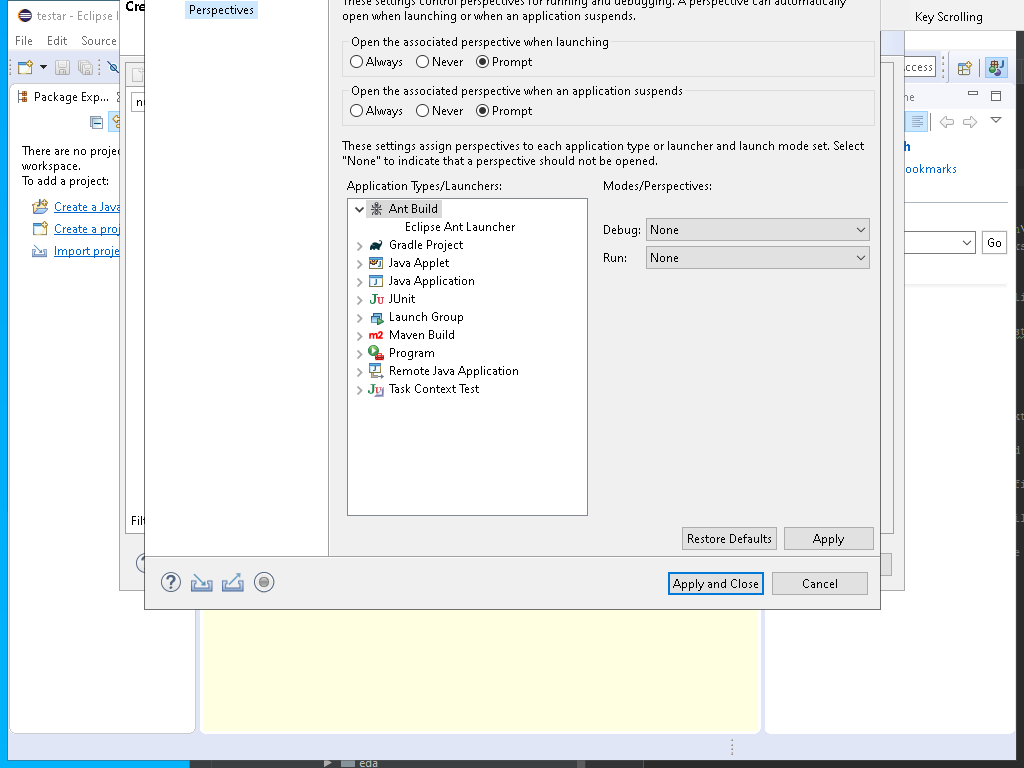 testar - Eclipse I
Cre
Perspectives
These settings control perspectives for running and debugging. A perspective can automatically
open when launching or when an application suspends.
Key Scrolling
File Edit Source
Open the associated perspective when launching
Always Never Prompt
Open the associated perspective when an application suspends
Always Never Prompt
ccess
Package Exp...
ne
There are no proje
workspace.
To add a project:
Create a Java
Create a proj
Import proje
These settings assign perspectives to each application type or launcher and launch mode set. Select
"None" to indicate that a perspective should not be opened.
h
ookmarks
Go
Application Types/Launchers:
Ant Build
Eclipse Ant Launcher
Gradle Project
Java Applet
Java Application
JUnit
Launch Group
Maven Build
Program
Remote Java Application
Task Context Test
Modes/Perspectives:
Debug: None
Run: None
Filt
Restore Defaults Apply
Apply and Close Cancel
eda